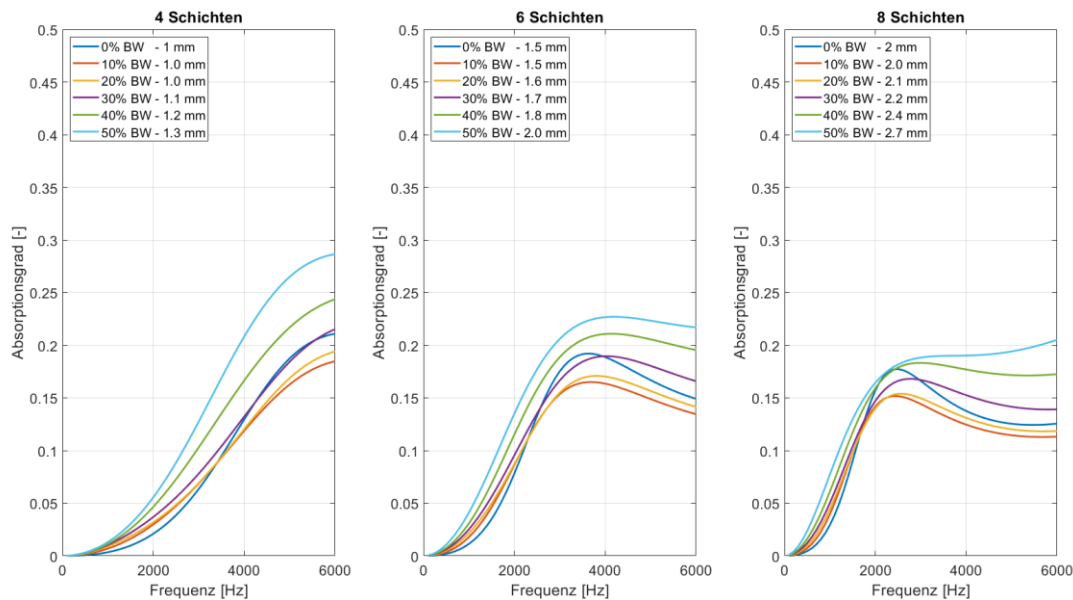 4 Schichten
0.5
0.45
0.4
0.35
0.3
0.25
0.2
0.15
0.1
0.05
0
Absorptionsgrad [-]
0% BW - 1 mm
10% BW - 1.0 mm
20% BW - 1.0 mm
30% BW - 1.1 mm
40% BW - 1.2 mm
50% BW - 1.3 mm
0 2000 4000 6000
Frequenz [Hz]
6 Schichten
0.5
0.45
0.4
0.35
0.3
0.25
0.2
0.15
0.1
0.05
0
Absorptionsgrad [-]
0% BW - 1.5 mm
10% BW - 1.5 mm
20% BW - 1.6 mm
30% BW - 1.7 mm
40% BW - 1.8 mm
50% BW - 2.0 mm
0 2000 4000 6000
Frequenz [Hz]
8 Schichten
0.5
0.45
0.4
0.35
0.3
0.25
0.2
0.15
0.1
0.05
0
Absorptionsgrad [-]
0% BW - 2 mm
10% BW - 2.0 mm
20% BW - 2.1 mm
30% BW - 2.2 mm
40% BW - 2.4 mm
50% BW - 2.7 mm
0 2000 4000 6000
Frequenz [Hz]